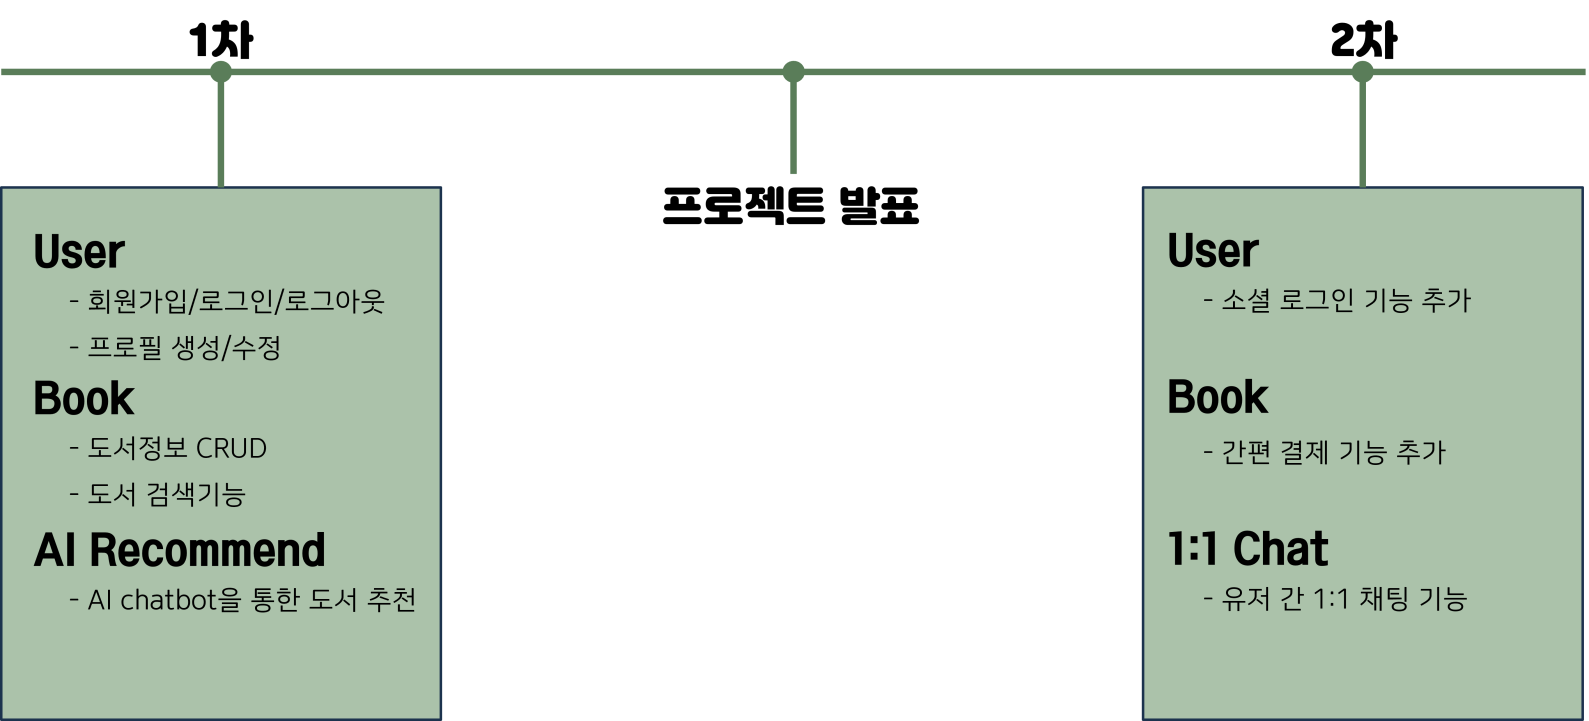 1차
User
- 회원가입/로그인/로그아웃
- 프로필 생성/수정
Book
- 도서정보 CRUD
- 도서 검색기능
AI Recommend
- AI chatbot을 통한 도서 추천
프로젝트 발표
2차
User
- 소셜 로그인 기능 추가
Book
- 간편 결제 기능 추가
1:1 Chat
- 유저 간 1:1 채팅 기능